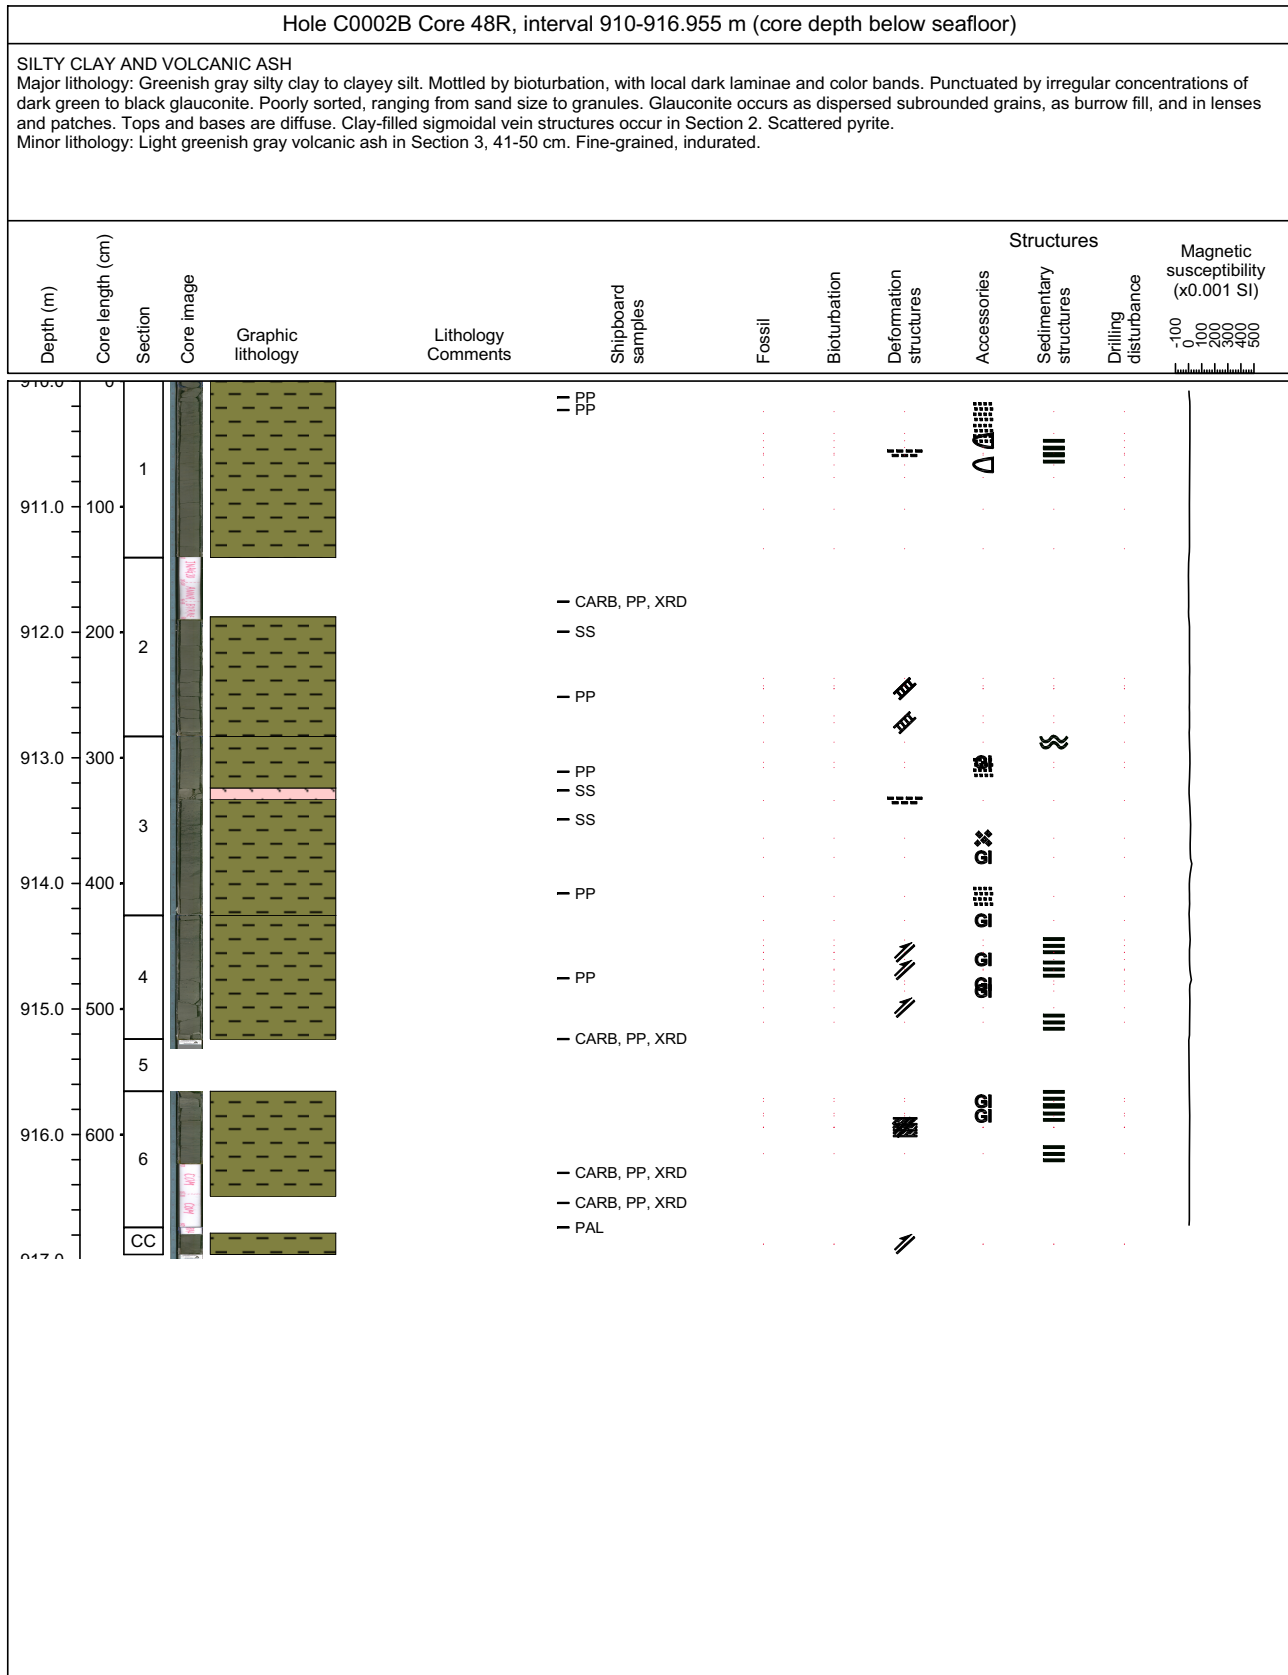 Hole C0002B Core 48R, interval 910-916.955 m (core depth below seafloor)
SILTY CLAY AND VOLCANIC ASH
Major lithology: Greenish gray silty clay to clayey silt. Mottled by bioturbation, with local dark laminae and color bands. Punctuated by irregular concentrations of
dark green to black glauconite. Poorly sorted, ranging from sand size to granules. Glauconite occurs as dispersed subrounded grains, as burrow fill, and in lenses
and patches. Tops and bases are diffuse. Clay-filled sigmoidal vein structures occur in Section 2. Scattered pyrite.
Minor lithology: Light greenish gray volcanic ash in Section 3, 41-50 cm. Fine-grained, indurated.
Depth (m)
Core length (cm)
Section
Core image
Graphic
lithology
Lithology
Comments
Shipboard
samples
Fossil
Bioturbation
Deformation
structures
Structures
Accessories
Sedimentary
structures
Drilling
disturbance
Magnetic
susceptibility
(x0.001 SI)
-100
0
100
200
300
400
500
910.0
0
PP
PP
1
911.0
100
CARB, PP, XRD
912.0
200
SS
2
PP
913.0
300
Gl
PP
SS
SS
3
Gl
914.0
400
PP
Gl
Gl
4
PP
Gl
Gl
915.0
500
CARB, PP, XRD
5
Gl
Gl
916.0
600
6
CARB, PP, XRD
CARB, PP, XRD
PAL
CC
917.0